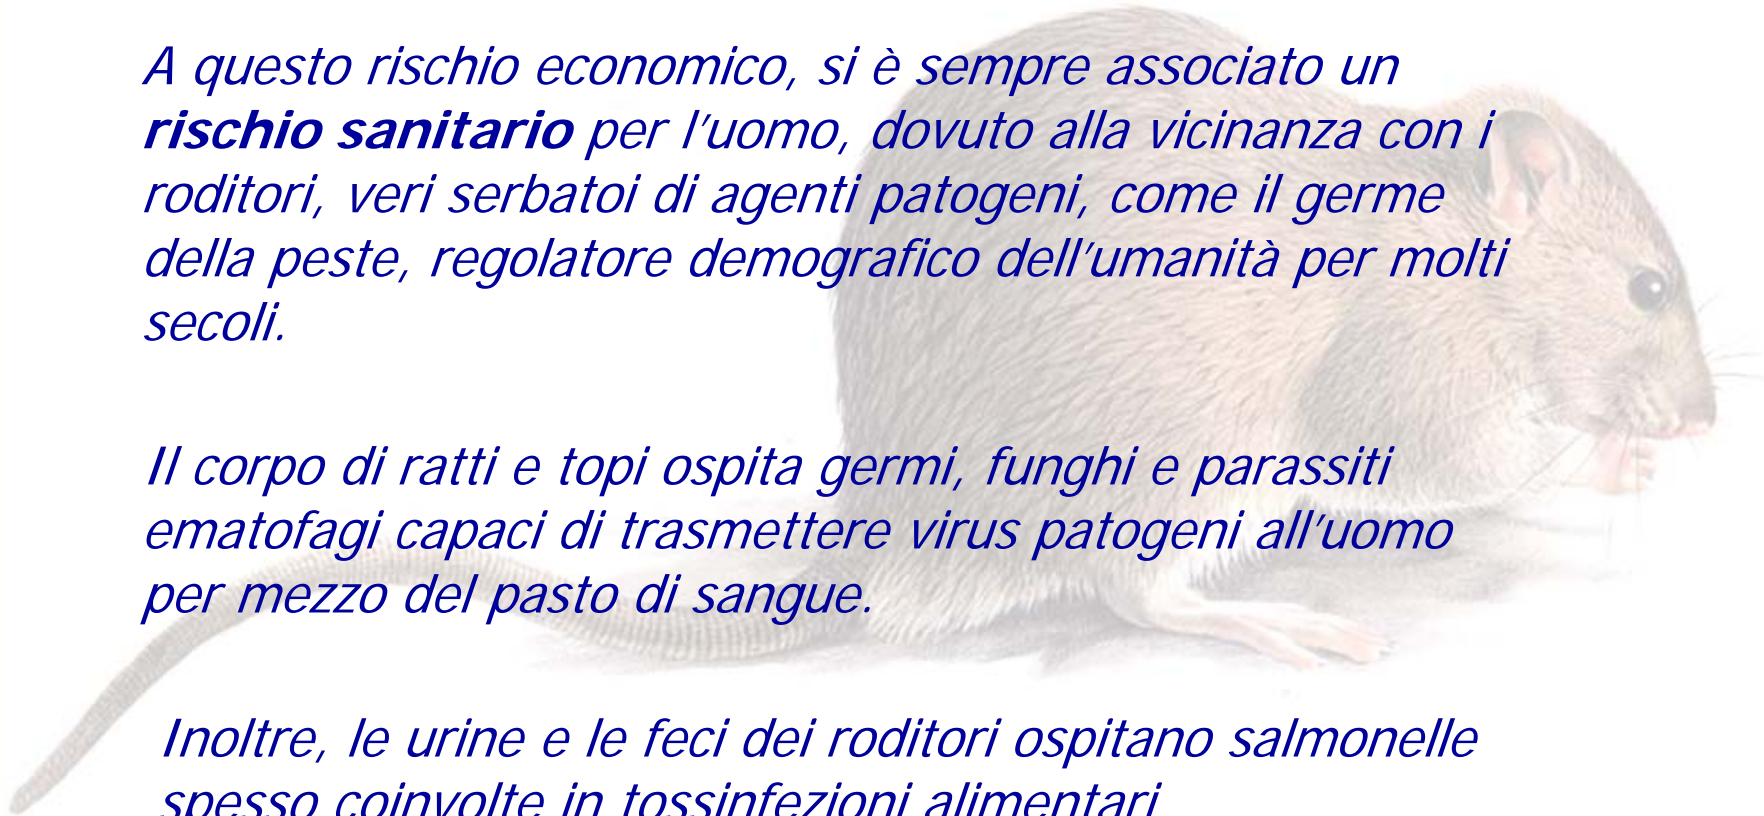 A questo rischio economico, si è sempre associato un
rischio sanitario per l'uomo, dovuto alla vicinanza con i
roditori, veri serbatoi di agenti patogeni, come il germe
della peste, regolatore demografico dell'umanità per molti
secoli.
Il corpo di ratti e topi ospita germi, funghi e parassiti
ematofagi capaci di trasmettere virus patogeni all'uomo
per mezzo del pasto di sangue.
Inoltre, le urine e le feci dei roditori ospitano salmonelle
spesso coinvolte in tossinfezioni alimentari